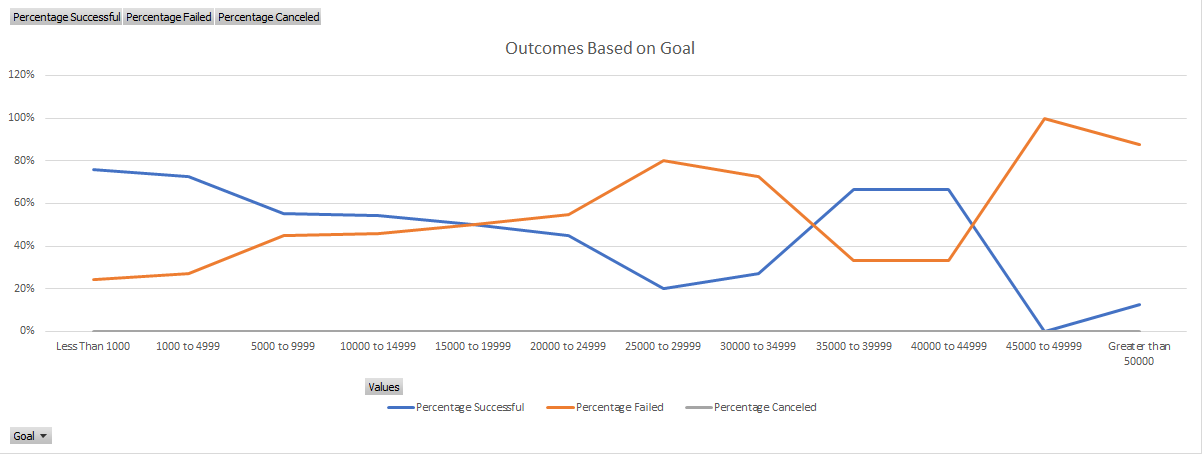 Percentage Successful Percentage Failed Percentage Canceled
Outcomes Based on Goal
120%
100%
80%
60%
40%
20%
0%
Less Than 1000 1000 to 4999 5000 to 9999 10000 to 14999 15000 to 19999 20000 to 24999 25000 to 29999 30000 to 34999 35000 to 39999 40000 to 44999 45000 to 49999 Greater than
50000
Values
Percentage Successful Percentage Failed Percentage Canceled
Goal